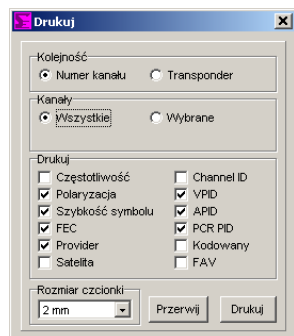 Drukuj
Kolejność
Numer kanału Transponder
Kanały
Wszystkie Wybrane
Drukuj
Częstotliwość Channel ID
Polaryzacja VPID
Szybkość symbolu APID
FEC PCR PID
Provider Kodowany
Satelita FAV
Rozmiar czcionki
2 mm Przerwij Drukuj